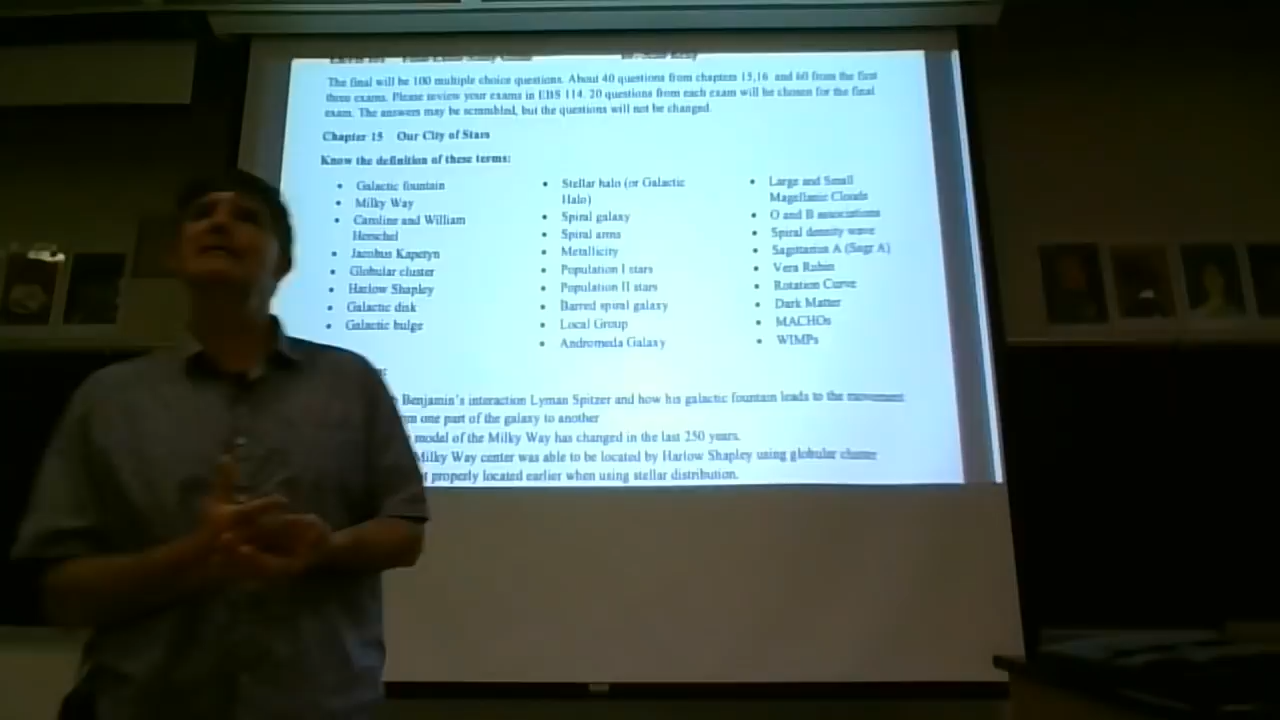 The final will be 100 multiple choice questions. About 40 questions from chapters 15,16 and 60 from the first
three exams. Please review your exams in EBS 114. 20 questions from each exam will be chosen for the final
exam. The answers may be scrambled, but the questions will not be changed.
Chapter 15 Our City of Stars
Know the definition of these terms:
• Galactic fountain
• Milky Way
• Caroline and William
Herschel
• Jacobus Kapetyn
• Globular cluster
• Harlow Shapley
• Galactic disk
• Galactic bulge
• Stellar halo (or Galactic
Halo)
• Spiral galaxy
• Spiral arms
• Metallicity
• Population I stars
• Population II stars
• Barred spiral galaxy
• Local Group
• Andromeda Galaxy
• Large and Small
Magellanic Clouds
• O and B associations
• Spiral density wave
• Sagittarius A (Sagr A)
• Vera Rubin
• Rotation Curve
• Dark Matter
• MACHOs
• WIMPs
Benjamin's interaction Lyman Spitzer and how his galactic fountain leads to the movement
one part of the galaxy to another
model of the Milky Way has changed in the last 250 years.
Milky Way center was able to be located by Harlow Shapley using globular cluster
properly located earlier when using stellar distribution.